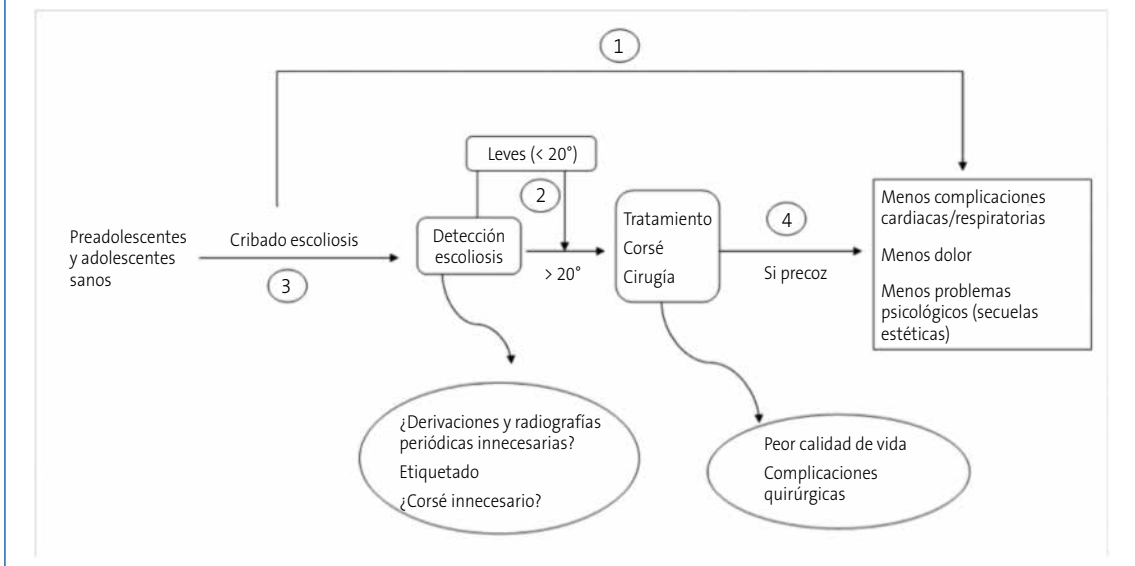 1
Leves (< 20°)
2
Preadolescentes
y adolescentes
sanos
Cribado escoliosis
3
Detección
escoliosis
> 20°
Tratamiento
Corsé
Cirugía
4
Si precoz
Menos complicaciones
cardiacas/respiratorias
Menos dolor
Menos problemas
psicológicos (secuelas
estéticas)
¿Derivaciones y radiografías
periódicas innecesarias?
Etiquetado
¿Corsé innecesario?
Peor calidad de vida
Complicaciones
quirúrgicas